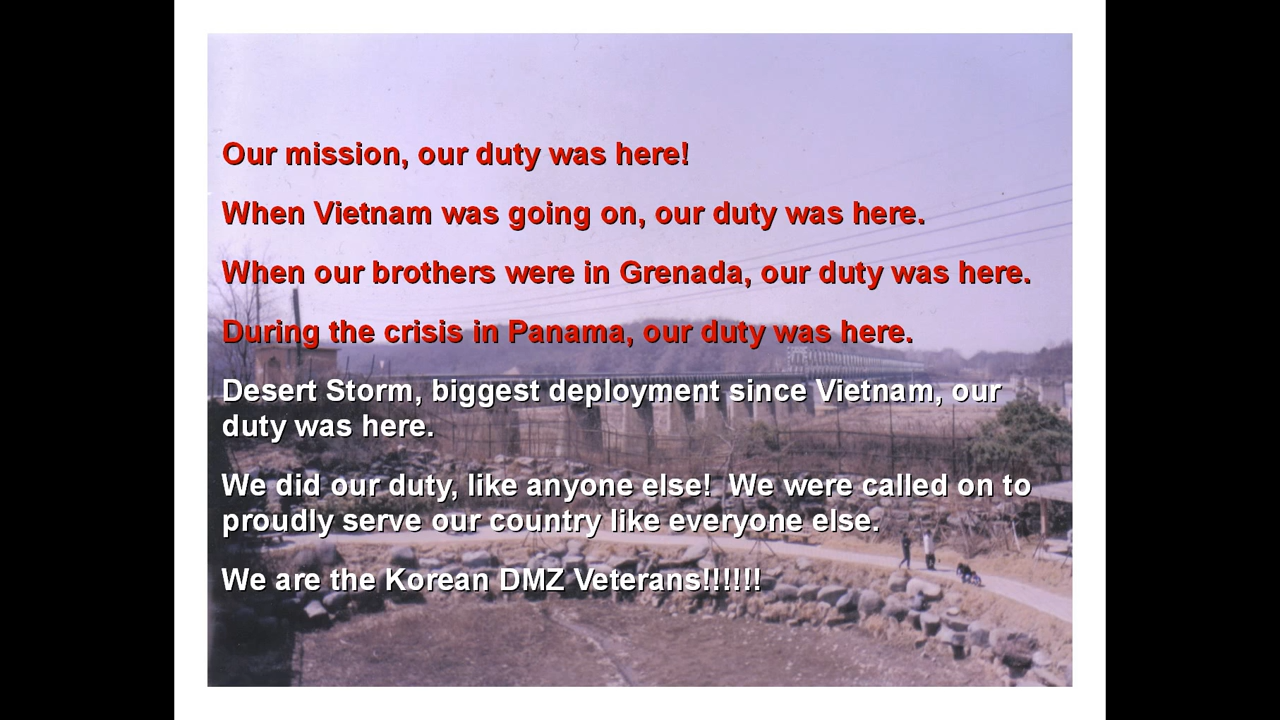 Our mission, our duty was here!
When Vietnam was going on, our duty was here.
When our brothers were in Grenada, our duty was here.
During the crisis in Panama, our duty was here.
Desert Storm, biggest deployment since Vietnam, our
duty was here.
We did our duty, like anyone else!  We were called on to
proudly serve our country like everyone else.
We are the Korean DMZ Veterans!!!!!!